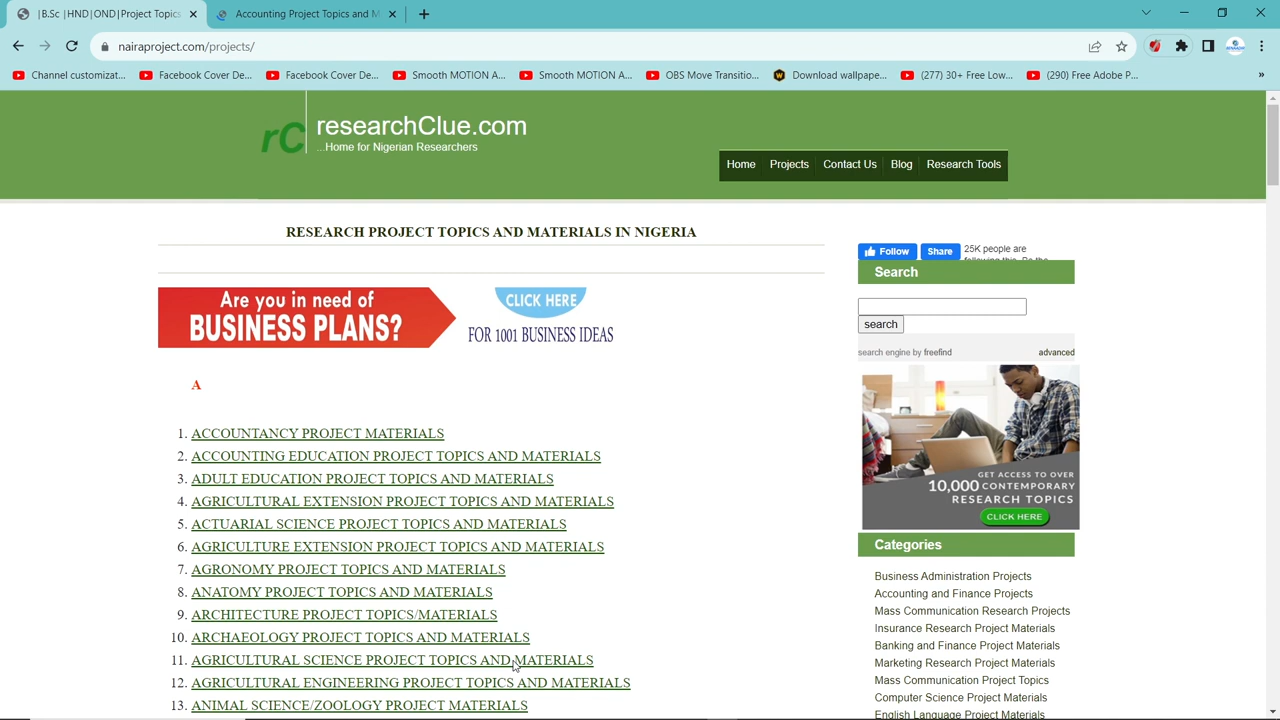 |B.Sc |HND|OND|Project Topics
Accounting Project Topics and M
nairaproject.com/projects/
Channel customizat...
Facebook Cover De...
Facebook Cover De...
Smooth MOTION A...
Smooth MOTION A...
OBS Move Transitio...
Download wallpape...
(277) 30+ Free Low...
(290) Free Adobe P...
»
rC
researchClue.com
...Home for Nigerian Researchers
Home Projects Contact Us Blog Research Tools
RESEARCH PROJECT TOPICS AND MATERIALS IN NIGERIA
Are you in need of
BUSINESS PLANS?
CLICK HERE
FOR 1001 BUSINESS IDEAS
A
1. ACCOUNTANCY PROJECT MATERIALS
2. ACCOUNTING EDUCATION PROJECT TOPICS AND MATERIALS
3. ADULT EDUCATION PROJECT TOPICS AND MATERIALS
4. AGRICULTURAL EXTENSION PROJECT TOPICS AND MATERIALS
5. ACTUARIAL SCIENCE PROJECT TOPICS AND MATERIALS
6. AGRICULTURE EXTENSION PROJECT TOPICS AND MATERIALS
7. AGRONOMY PROJECT TOPICS AND MATERIALS
8. ANATOMY PROJECT TOPICS AND MATERIALS
9. ARCHITECTURE PROJECT TOPICS/MATERIALS
10. ARCHAEOLOGY PROJECT TOPICS AND MATERIALS
11. AGRICULTURAL SCIENCE PROJECT TOPICS AND MATERIALS
12. AGRICULTURAL ENGINEERING PROJECT TOPICS AND MATERIALS
13. ANIMAL SCIENCE/ZOOLOGY PROJECT MATERIALS
Follow Share 25K people are
following this. Be the
Search
search
search engine by freefind advanced
GET ACCESS TO OVER
10,000 CONTEMPORARY
RESEARCH TOPICS
CLICK HERE
Categories
Business Administration Projects
Accounting and Finance Projects
Mass Communication Research Projects
Insurance Research Project Materials
Banking and Finance Project Materials
Marketing Research Project Materials
Mass Communication Project Topics
Computer Science Project Materials
English Language Project Materials